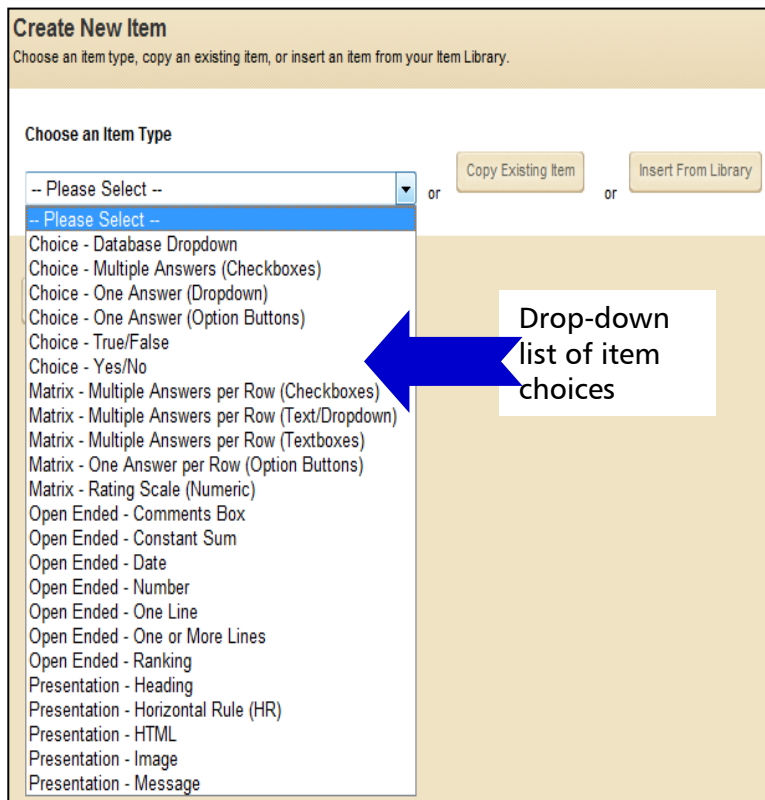 Create New Item
Choose an item type, copy an existing item, or insert an item from your Item Library.
Choose an Item Type
-- Please Select --
or
Copy Existing Item
or
Insert From Library
-- Please Select --
Choice - Database Dropdown
Choice - Multiple Answers (Checkboxes)
Choice - One Answer (Dropdown)
Choice - One Answer (Option Buttons)
Choice - True/False
Choice - Yes/No
Matrix - Multiple Answers per Row (Checkboxes)
Matrix - Multiple Answers per Row (Text/Dropdown)
Matrix - Multiple Answers per Row (Textboxes)
Matrix - One Answer per Row (Option Buttons)
Matrix - Rating Scale (Numeric)
Open Ended - Comments Box
Open Ended - Constant Sum
Open Ended - Date
Open Ended - Number
Open Ended - One Line
Open Ended - One or More Lines
Open Ended - Ranking
Presentation - Heading
Presentation - Horizontal Rule (HR)
Presentation - HTML
Presentation - Image
Presentation - Message
Drop-down
list of item
choices